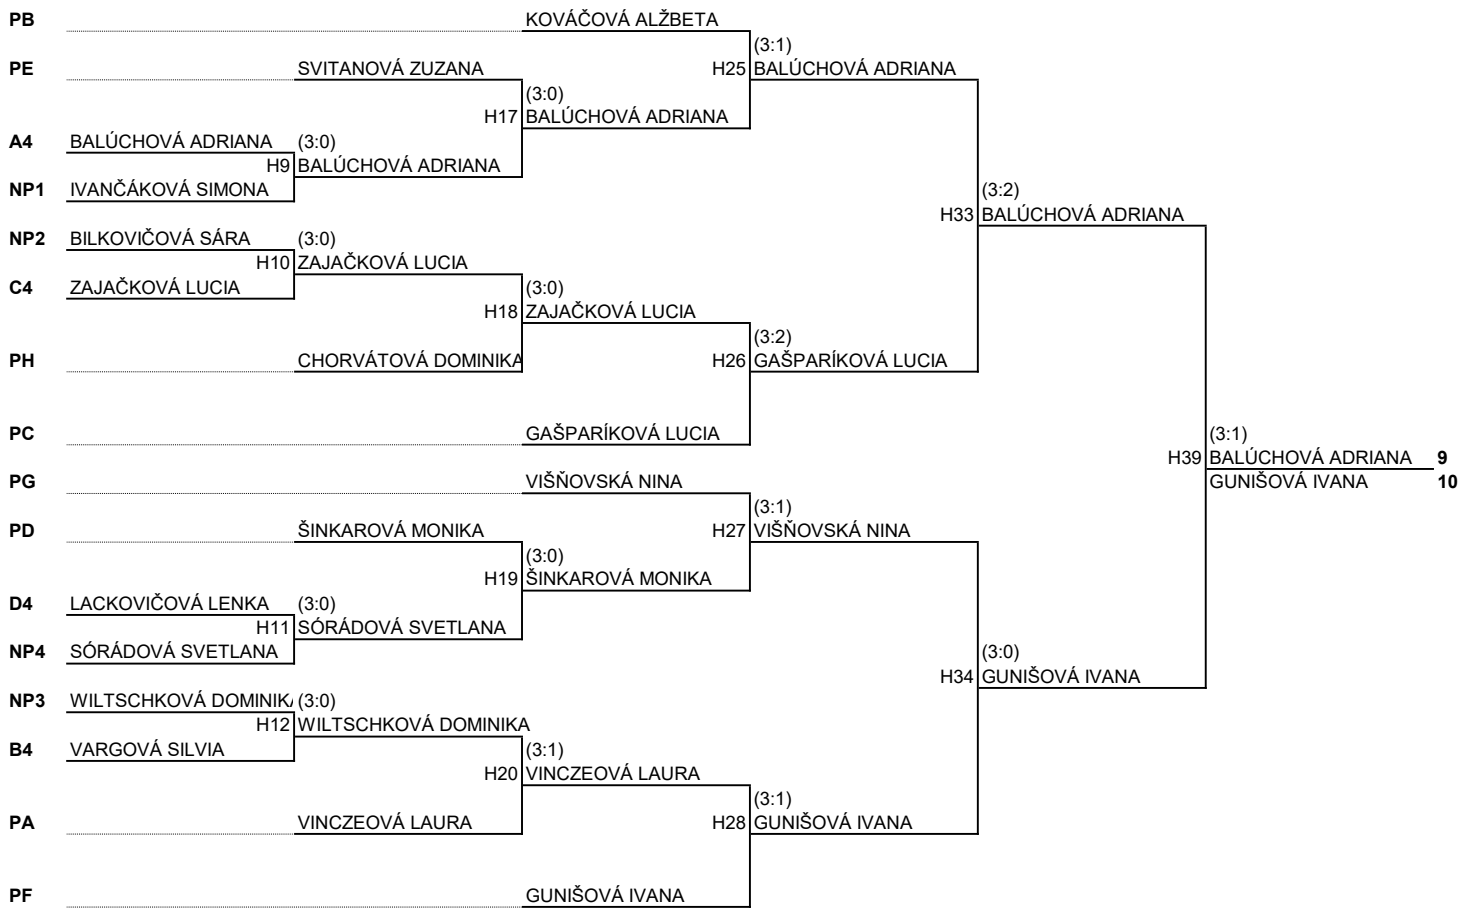 PB KOVÁČOVÁ ALŽBETA
(3:1)
PE SVITANOVÁ ZUZANA H25 BALÚCHOVÁ ADRIANA
(3:0)
H17 BALÚCHOVÁ ADRIANA
A4 BALÚCHOVÁ ADRIANA (3:0)
H9 BALÚCHOVÁ ADRIANA
NP1 IVANČÁKOVÁ SIMONA (3:2)
H33 BALÚCHOVÁ ADRIANA
NP2 BILKOVIČOVÁ SÁRA (3:0)
H10 ZAJAČKOVÁ LUCIA
C4 ZAJAČKOVÁ LUCIA (3:0)
H18 ZAJAČKOVÁ LUCIA
(3:2)
PH CHORVÁTOVÁ DOMINIKA H26 GAŠPARÍKOVÁ LUCIA
PC GAŠPARÍKOVÁ LUCIA (3:1)
H39 BALÚCHOVÁ ADRIANA 9
PG VIŠŇOVSKÁ NINA GUNIŠOVÁ IVANA 10
(3:1)
PD ŠINKAROVÁ MONIKA H27 VIŠŇOVSKÁ NINA
(3:0)
H19 ŠINKAROVÁ MONIKA
D4 LACKOVIČOVÁ LENKA (3:0)
H11 SÓRÁDOVÁ SVETLANA
NP4 SÓRÁDOVÁ SVETLANA (3:0)
H34 GUNIŠOVÁ IVANA
NP3 WILTSCHKOVÁ DOMINIK (3:0)
H12 WILTSCHKOVÁ DOMINIKA
B4 VARGOVÁ SILVIA (3:1)
H20 VINCZEOVÁ LAURA
(3:1)
PA VINCZEOVÁ LAURA H28 GUNIŠOVÁ IVANA
PF GUNIŠOVÁ IVANA